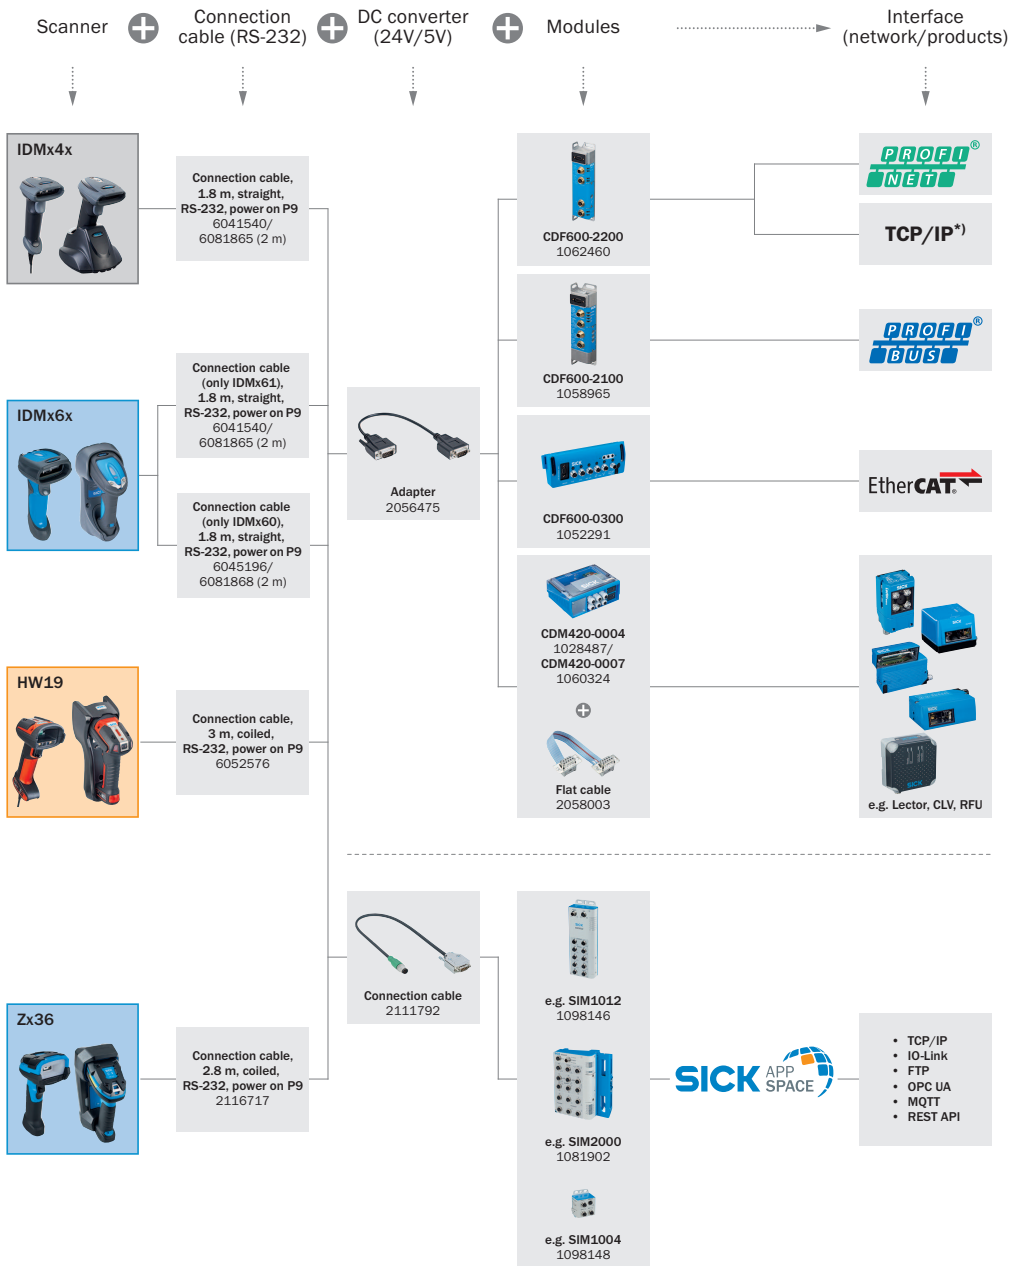 Scanner
Connection
cable (RS-232)
DC converter
(24V/5V)
Modules
Interface
(network/products)
IDMx4x
Connection cable,
1.8 m, straight,
RS-232, power on P9
6041540/
6081865 (2 m)
CDF600-2200
1062460
PROFI®
NET
TCP/IP*)
IDMx6x
Connection cable
(only IDMx61),
1.8 m, straight,
RS-232, power on P9
6041540/
6081865 (2 m)
Connection cable
(only IDMx60),
1.8 m, straight,
RS-232, power on P9
6045196/
6081868 (2 m)
Adapter
2056475
CDF600-2100
1058965
PROFI®
BUS
SICK
CDF600-0300
1052291
EtherCAT®
CDM420-0004
1028487/
CDM420-0007
1060324
Flat cable
2058003
SICK
SICK
SICK
SICK
e.g. Lector, CLV, RFU
HW19
Connection cable,
3 m, coiled,
RS-232, power on P9
6052576
Zx36
Connection cable,
2.8 m, coiled,
RS-232, power on P9
2116717
Connection cable
2111792
e.g. SIM1012
1098146
e.g. SIM2000
1081902
e.g. SIM1004
1098148
SICK APP
SPACE
• TCP/IP
• IO-Link
• FTP
• OPC UA
• MQTT
• REST API